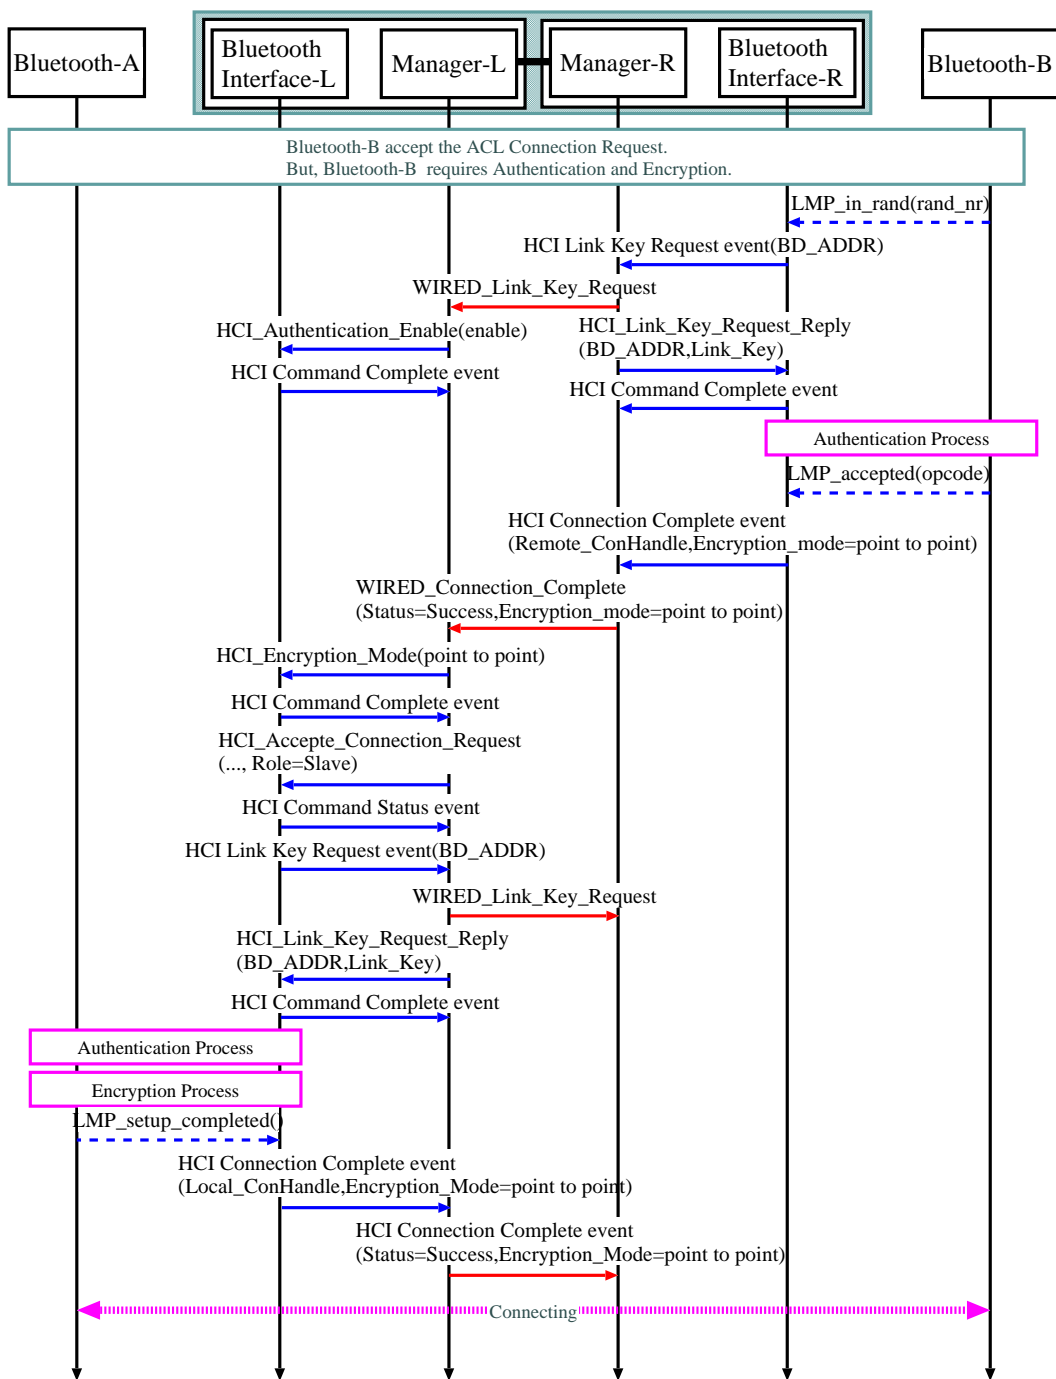 Bluetooth-A
Bluetooth
Interface-L
Manager-L
Manager-R
Bluetooth
Interface-R
Bluetooth-B
Bluetooth-B accept the ACL Connection Request.
But, Bluetooth-B requires Authentication and Encryption.
LMP_in_rand(rand_nr)
HCI Link Key Request event(BD_ADDR)
WIRED_Link_Key_Request
HCI_Authentication_Enable(enable)
HCI_Link_Key_Request_Reply
(BD_ADDR,Link_Key)
HCI Command Complete event
HCI Command Complete event
Authentication Process
LMP_accepted(opcode)
HCI Connection Complete event
(Remote_ConHandle,Encryption_mode=point to point)
WIRED_Connection_Complete
(Status=Success,Encryption_mode=point to point)
HCI_Encryption_Mode(point to point)
HCI Command Complete event
HCI_Accepte_Connection_Request
(..., Role=Slave)
HCI Command Status event
HCI Link Key Request event(BD_ADDR)
WIRED_Link_Key_Request
HCI_Link_Key_Request_Reply
(BD_ADDR,Link_Key)
HCI Command Complete event
Authentication Process
Encryption Process
LMP_setup_completed()
HCI Connection Complete event
(Local_ConHandle,Encryption_Mode=point to point)
HCI Connection Complete event
(Status=Success,Encryption_Mode=point to point)
Connecting